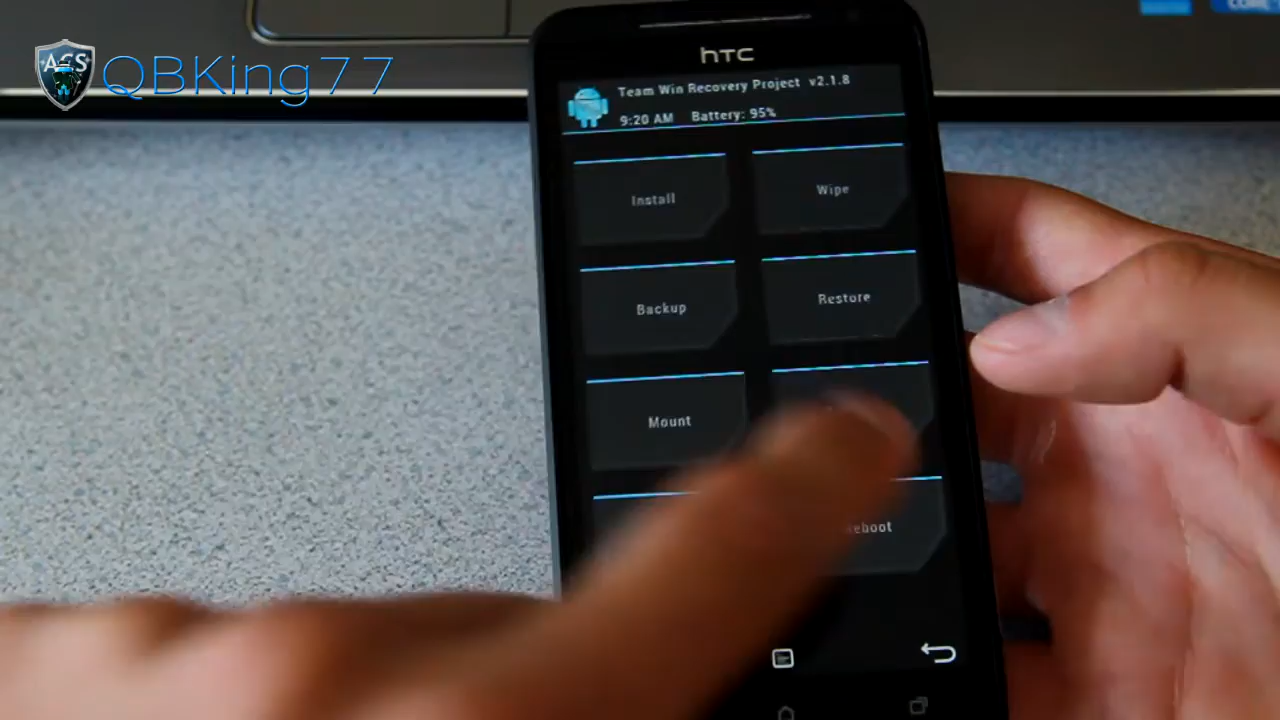 ACS QBKing77
hTC
Team Win Recovery Project v2.1.8
9:20 AM Battery: 95%
Install
Wipe
Backup
Restore
Mount